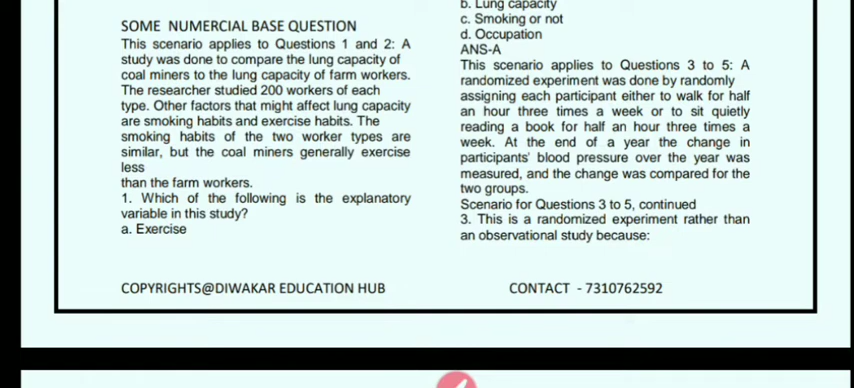 SOME NUMERCIAL BASE QUESTION
This scenario applies to Questions 1 and 2: A
study was done to compare the lung capacity of
coal miners to the lung capacity of farm workers.
The researcher studied 200 workers of each
type. Other factors that might affect lung capacity
are smoking habits and exercise habits. The
smoking habits of the two worker types are
similar, but the coal miners generally exercise
less
than the farm workers.
1. Which of the following is the explanatory
variable in this study?
a. Exercise
b. Lung capacity
c. Smoking or not
d. Occupation
ANS-A
This scenario applies to Questions 3 to 5: A
randomized experiment was done by randomly
assigning each participant either to walk for half
an hour three times a week or to sit quietly
reading a book for half an hour three times a
week. At the end of a year the change in
participants' blood pressure over the year was
measured, and the change was compared for the
two groups.
Scenario for Questions 3 to 5, continued
3. This is a randomized experiment rather than
an observational study because:
COPYRIGHTS@DIWAKAR EDUCATION HUB
CONTACT - 7310762592